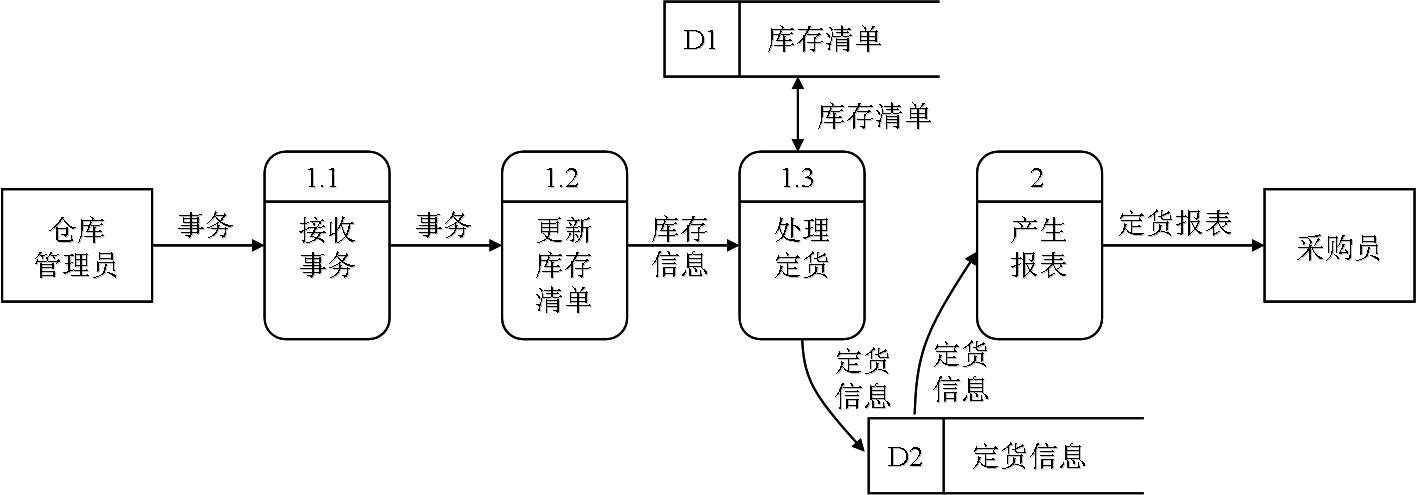 D1 库存清单
库存清单
仓库
管理员
事务
1.1
接收
事务
事务
1.2
更新
库存
清单
库存
信息
1.3
处理
定货
2
产生
报表
定货报表
采购员
定货
信息
定货
信息
D2 定货信息